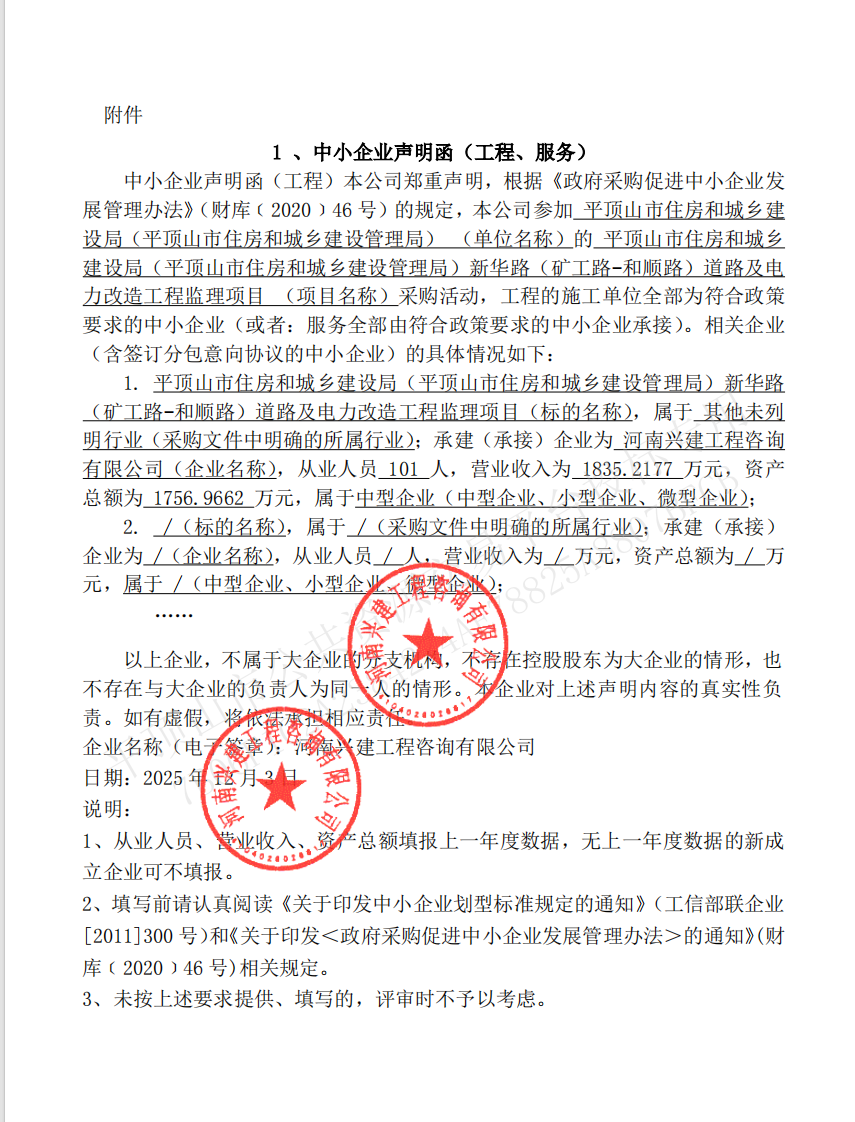 附件
1 、中小企业声明函（工程、服务）
中小企业声明函（工程）本公司郑重声明，根据《政府采购促进中小企业发
展管理办法》（财库﹝2020﹞46 号）的规定，本公司参加 平顶山市住房和城乡建
设局（平顶山市住房和城乡建设管理局） （单位名称）的 平顶山市住房和城乡
建设局（平顶山市住房和城乡建设管理局）新华路（矿工路-和顺路）道路及电
力改造工程监理项目 （项目名称）采购活动，工程的施工单位全部为符合政策
要求的中小企业（或者：服务全部由符合政策要求的中小企业承接）。相关企业
（含签订分包意向协议的中小企业）的具体情况如下：
1. 平顶山市住房和城乡建设局（平顶山市住房和城乡建设管理局）新华路
（矿工路-和顺路）道路及电力改造工程监理项目（标的名称），属于 其他未列
明行业（采购文件中明确的所属行业）；承建（承接）企业为 河南兴建工程咨询
有限公司（企业名称），从业人员 101 人，营业收入为 1835.2177 万元，资产
总额为 1756.9662 万元，属于中型企业（中型企业、小型企业、微型企业）；
2. /（标的名称），属于 /（采购文件中明确的所属行业）；承建（承接）
企业为 /（企业名称），从业人员 / 人，营业收入为 / 万元，资产总额为 / 万
元，属于 /（中型企业、小型企业、微型企业）；
……
以上企业，不属于大企业的分支机构，不存在控股股东为大企业的情形，也
不存在与大企业的负责人为同一人的情形。本企业对上述声明内容的真实性负
责。如有虚假，将依法承担相应责任。
企业名称（电子签章）：河南兴建工程咨询有限公司
日期：2025 年 12 月 3 日
说明：
1、从业人员、营业收入、资产总额填报上一年度数据，无上一年度数据的新成
立企业可不填报。
2、填写前请认真阅读《关于印发中小企业划型标准规定的通知》（工信部联企业
[2011]300 号)和《关于印发＜政府采购促进中小企业发展管理办法＞的通知》(财
库﹝2020﹞46 号)相关规定。
3、未按上述要求提供、填写的，评审时不予以考虑。
河南兴建工程咨询有限公司
河南兴建工程咨询有限公司